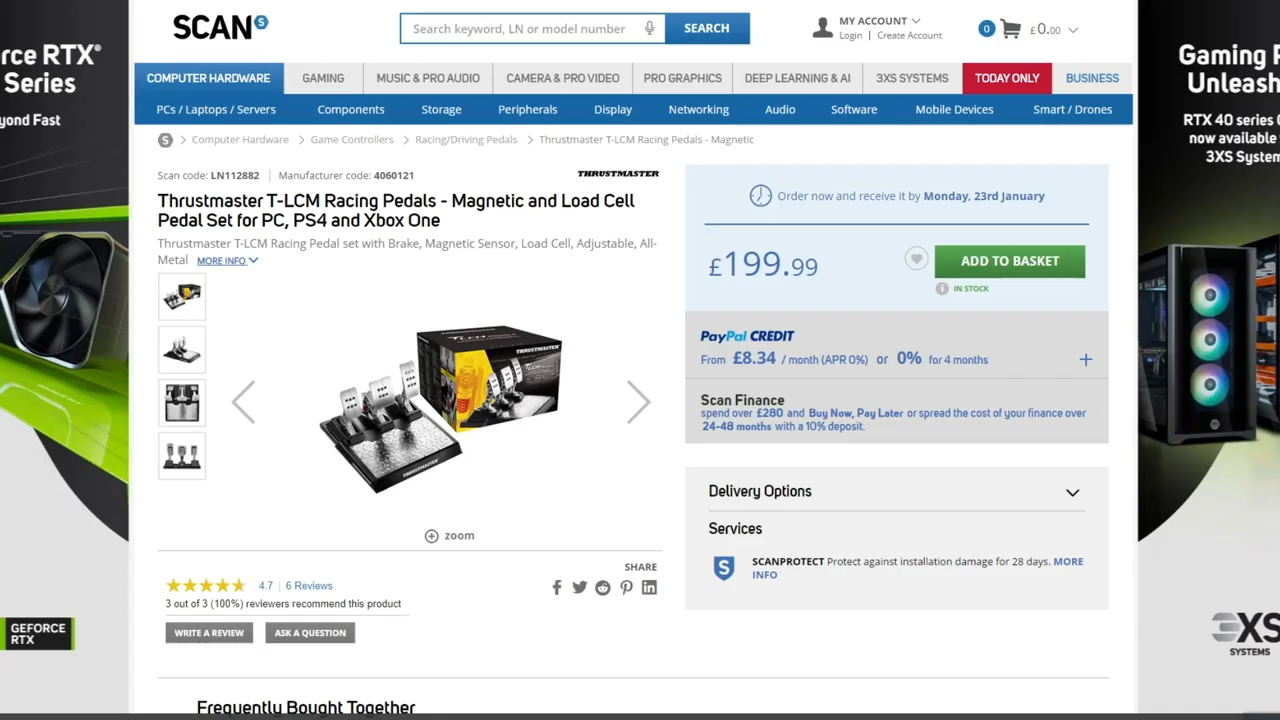 rce RTX®
Series
yond Fast
GEFORCE
RTX
SCAN S
Search keyword, LN or model number
SEARCH
MY ACCOUNT
Login | Create Account
0
£0.00
COMPUTER HARDWARE GAMING MUSIC & PRO AUDIO CAMERA & PRO VIDEO PRO GRAPHICS DEEP LEARNING & AI 3XS SYSTEMS TODAY ONLY BUSINESS
PCs / Laptops / Servers Components Storage Peripherals Display Networking Audio Software Mobile Devices Smart / Drones
S Computer Hardware Game Controllers Racing/Driving Pedals Thrustmaster T-LCM Racing Pedals - Magnetic
Scan code: LN112882 | Manufacturer code: 4060121
THRUSTMASTER
Thrustmaster T-LCM Racing Pedals - Magnetic and Load Cell
Pedal Set for PC, PS4 and Xbox One
Thrustmaster T-LCM Racing Pedal set with Brake, Magnetic Sensor, Load Cell, Adjustable, All-
Metal MORE INFO
THRUSTMASTER
THRUSTMASTER
zoom
SHARE
4.7 | 6 Reviews
3 out of 3 (100%) reviewers recommend this product
WRITE A REVIEW ASK A QUESTION
Frequently Bought Together
Order now and receive it by Monday, 23rd January
£199.99
ADD TO BASKET
IN STOCK
PayPal CREDIT
From £8.34 / month (APR 0%) or 0% for 4 months
Scan Finance
spend over £280 and Buy Now, Pay Later or spread the cost of your finance over
24-48 months with a 10% deposit.
Delivery Options
Services
S
SCANPROTECT Protect against installation damage for 28 days. MORE
INFO
Gaming P
Unleash
RTX 40 series G
now available
3XS System
3XS
SYSTEMS